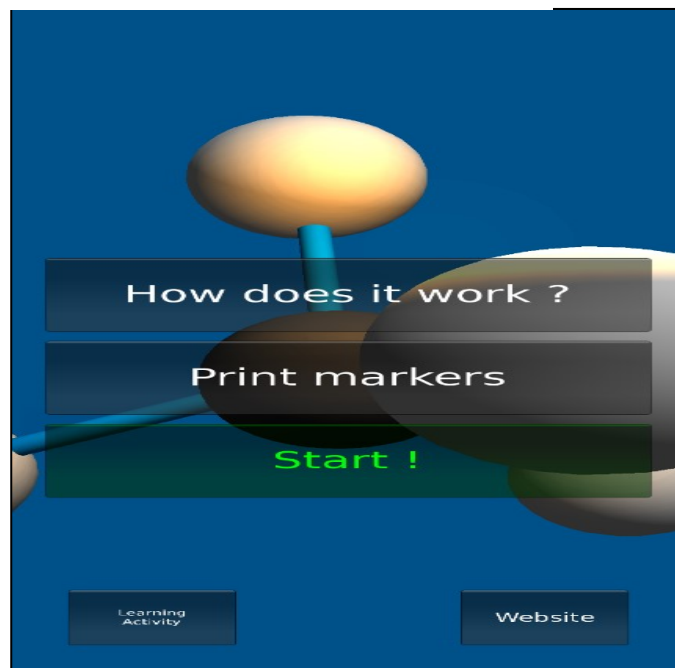 How does it work ?
Print markers
Start !
Learning
Activity
Website